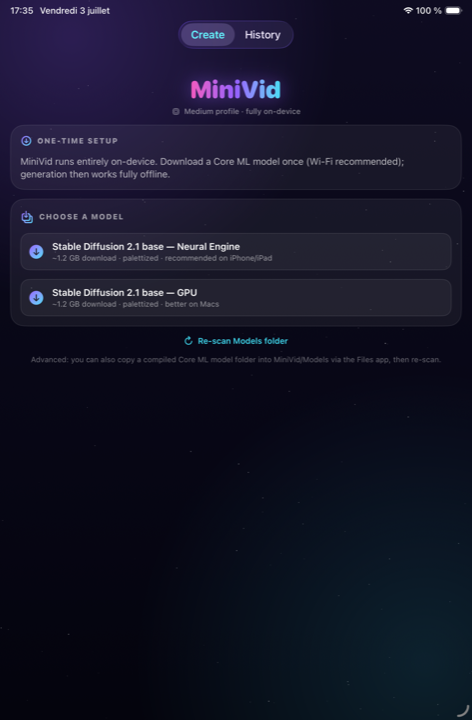 17:35 Vendredi 3 juillet
100 %
Create
History
MiniVid
Medium profile · fully on-device
ONE-TIME SETUP
MiniVid runs entirely on-device. Download a Core ML model once (Wi-Fi recommended);
generation then works fully offline.
CHOOSE A MODEL
Stable Diffusion 2.1 base — Neural Engine
~1.2 GB download · palettized · recommended on iPhone/iPad
Stable Diffusion 2.1 base — GPU
~1.2 GB download · palettized · better on Macs
Re-scan Models folder
Advanced: you can also copy a compiled Core ML model folder into MiniVid/Models via the Files app, then re-scan.